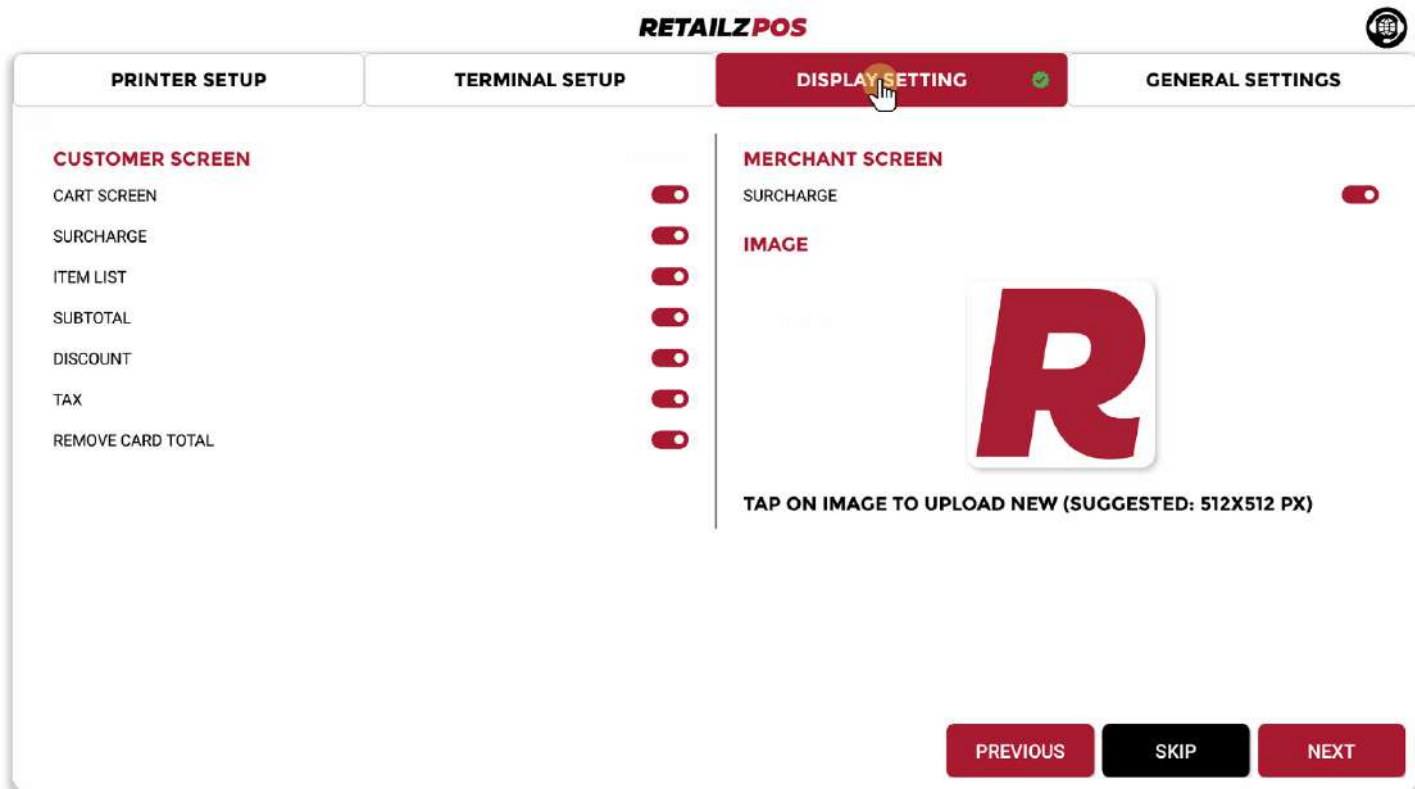 RETAILZPOS
PRINTER SETUP
TERMINAL SETUP
DISPLAY SETTING
GENERAL SETTINGS
CUSTOMER SCREEN
CART SCREEN
SURCHARGE
ITEM LIST
SUBTOTAL
DISCOUNT
TAX
REMOVE CARD TOTAL
MERCHANT SCREEN
SURCHARGE
IMAGE
R
TAP ON IMAGE TO UPLOAD NEW (SUGGESTED: 512X512 PX)
PREVIOUS
SKIP
NEXT